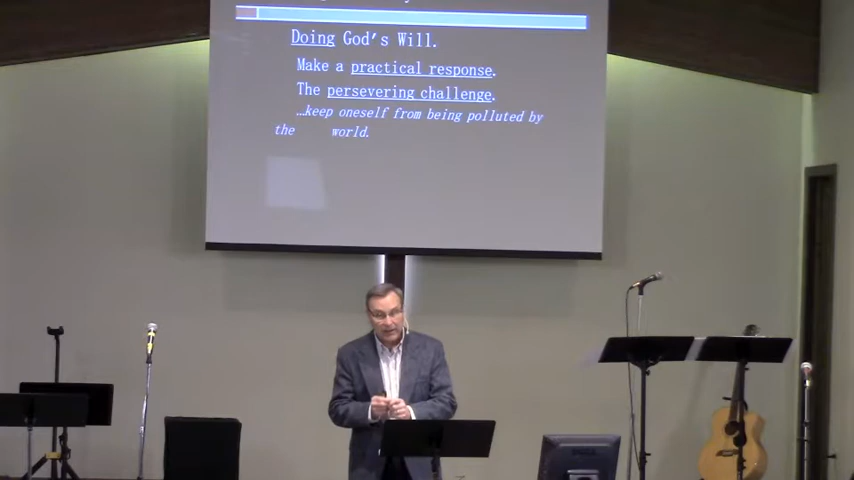 Doing God's Will.
Make a practical response.
The persevering challenge.
…keep oneself from being polluted by
the world.